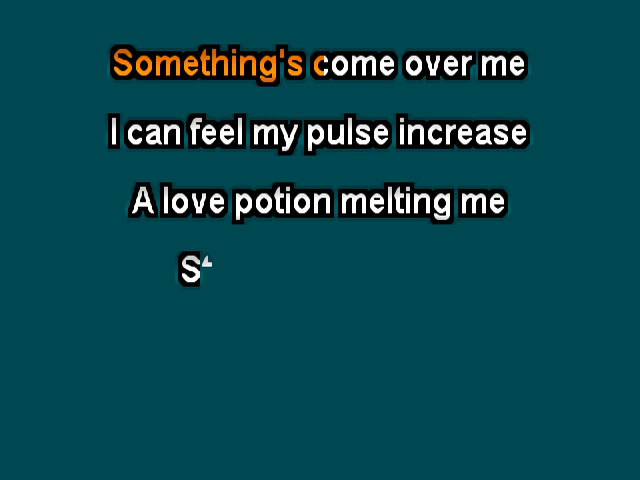 Something's come over me
I can feel my pulse increase
A love potion melting me
S